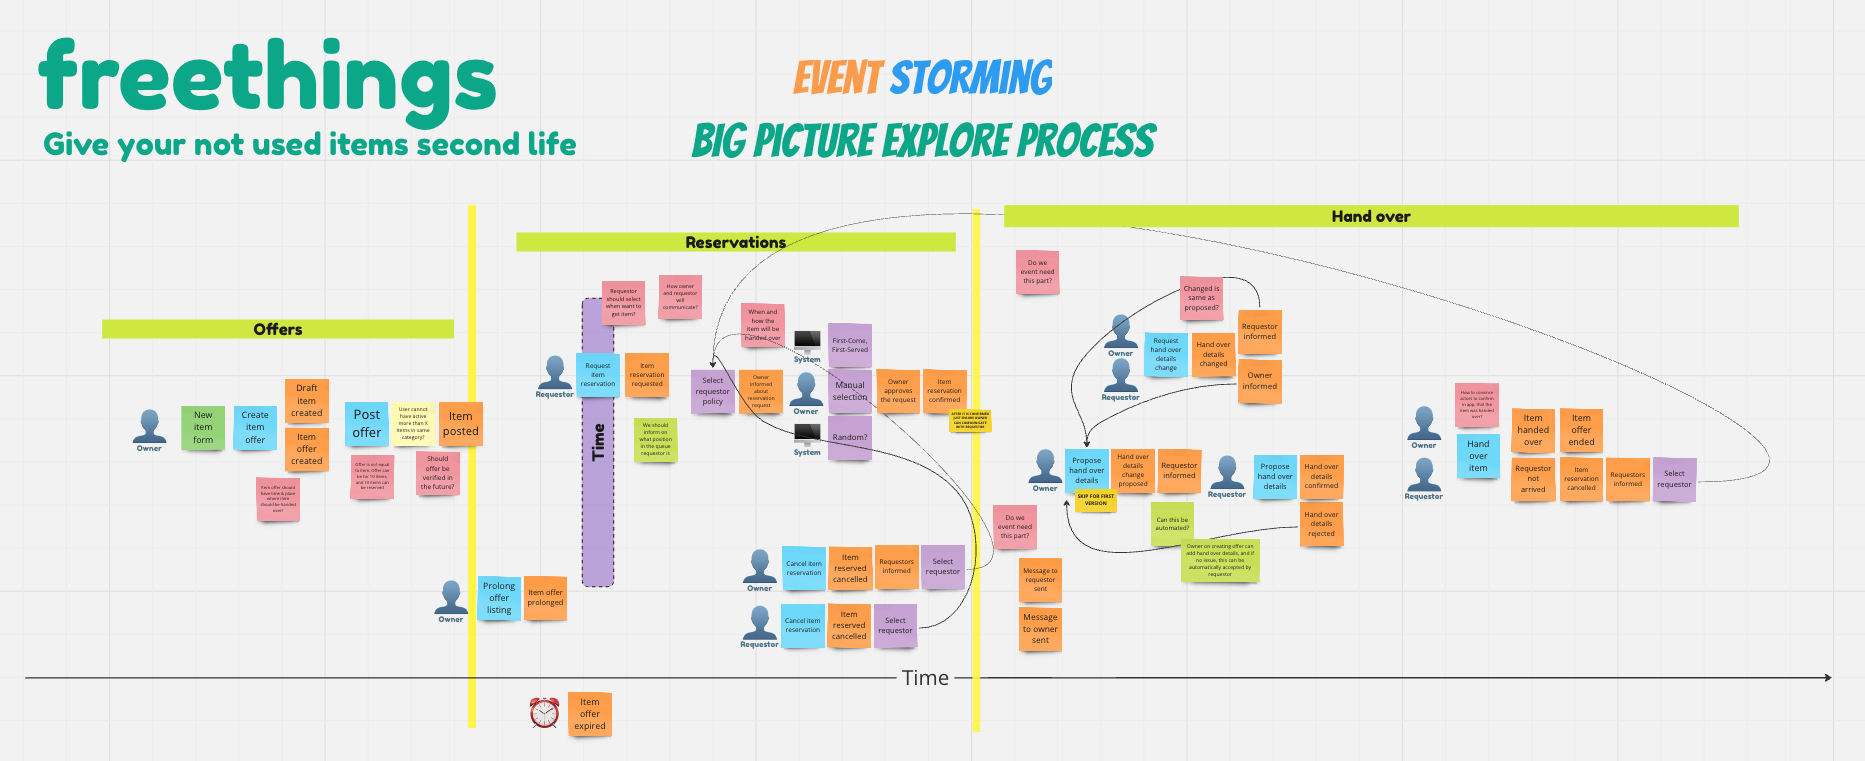 freethings
Give your not used items second life
EVENT STORMING
BIG PICTURE EXPLORE PROCESS
Offers
Owner
New
item
form
Create
item
offer
Draft
item
created
Item
offer
created
Item offer should
have time & place
where item
should be handed
over?
Post
offer
User cannot
have active
more than X
items in same
category?
Item
posted
Offer is not equal
to item. Offer can
be for 10 items,
and 10 items can
be reserved
Should
offer be
verified in
the future?
Owner
Prolong
offer
listing
Item offer
prolonged
Item
offer
expired
Reservations
Time
Requestor
should select
when want to
get item?
How owner
and requestor
will
communicate?
Requestor
Request
item
reservation
Item
reservation
requested
We should
inform on
what position
in the queue
requestor is
When and
how the
item will be
handed over
Select
requestor
policy
Owner
informed
about
reservation
request
System
First-Come,
First-Served
Owner
Manual
selection
System
Random?
Owner
approves
the request
Item
reservation
confirmed
AFTER IT IS CONFIRMED
JUST ENSURE OWNER
CAN COMMUNICATE
WITH REQUESTOR
Owner
Cancel item
reservation
Item
reserved
cancelled
Requestors
informed
Select
requestor
Requestor
Cancel item
reservation
Item
reserved
cancelled
Select
requestor
Hand over
Do we
event need
this part?
Changed is
same as
proposed?
Owner
Requestor
Request
hand over
details
change
Hand over
details
changed
Requestor
informed
Owner
informed
Owner
Propose
hand over
details
Hand over
details
change
proposed
Requestor
informed
SKIP FOR FIRST
VERSION
Requestor
Propose
hand over
details
Hand over
details
confirmed
Hand over
details
rejected
Can this be
automated?
Owner on creating offer can
add hand over details, and if
no issue, this can be
automatically accepted by
requestor
Do we
event need
this part?
Message to
requestor
sent
Message
to owner
sent
How to convince
actors to confirm
in app, that the
item was handed
over?
Owner
Requestor
Hand
over
item
Item
handed
over
Item
offer
ended
Requestor
not
arrived
Item
reservation
cancelled
Requestors
informed
Select
requestor
Time